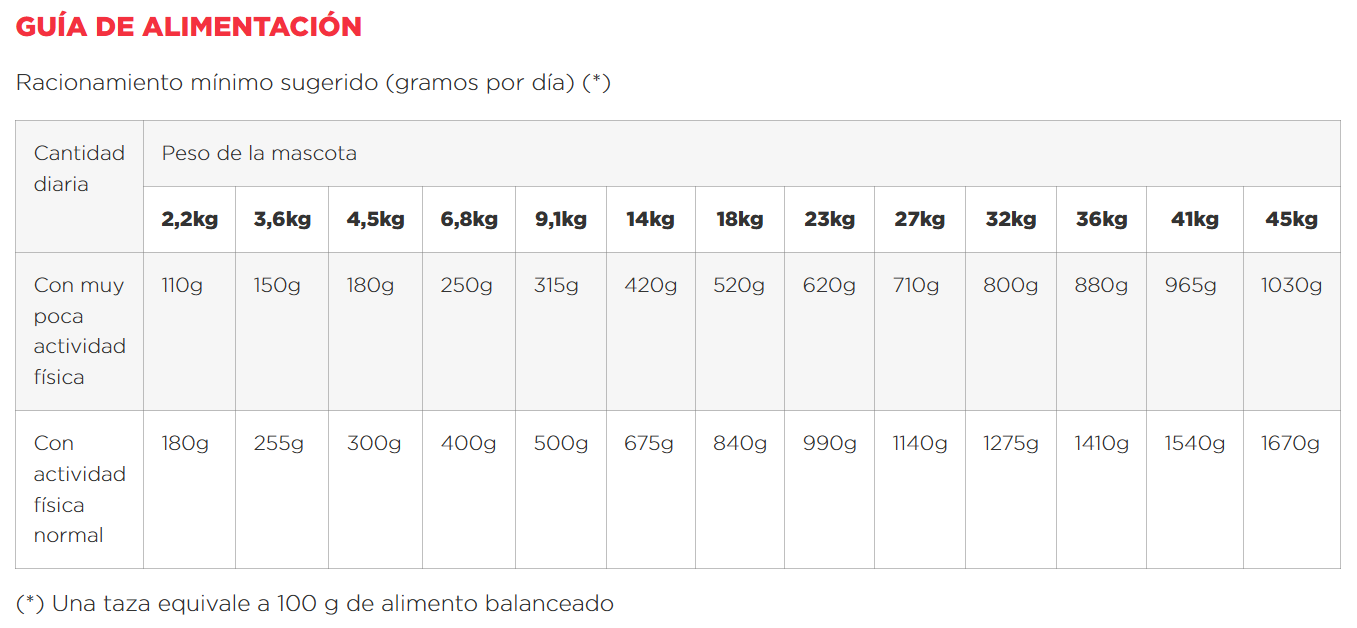 GUÍA DE ALIMENTACIÓN
Racionamiento mínimo sugerido (gramos por día) (*)
Cantidad
diaria
Peso de la mascota
2,2kg 3,6kg 4,5kg 6,8kg 9,1kg 14kg 18kg 23kg 27kg 32kg 36kg 41kg 45kg
Con muy
poca
actividad
física
110g 150g 180g 250g 315g 420g 520g 620g 710g 800g 880g 965g 1030g
Con
actividad
física
normal
180g 255g 300g 400g 500g 675g 840g 990g 1140g 1275g 1410g 1540g 1670g
(*) Una taza equivale a 100 g de alimento balanceado